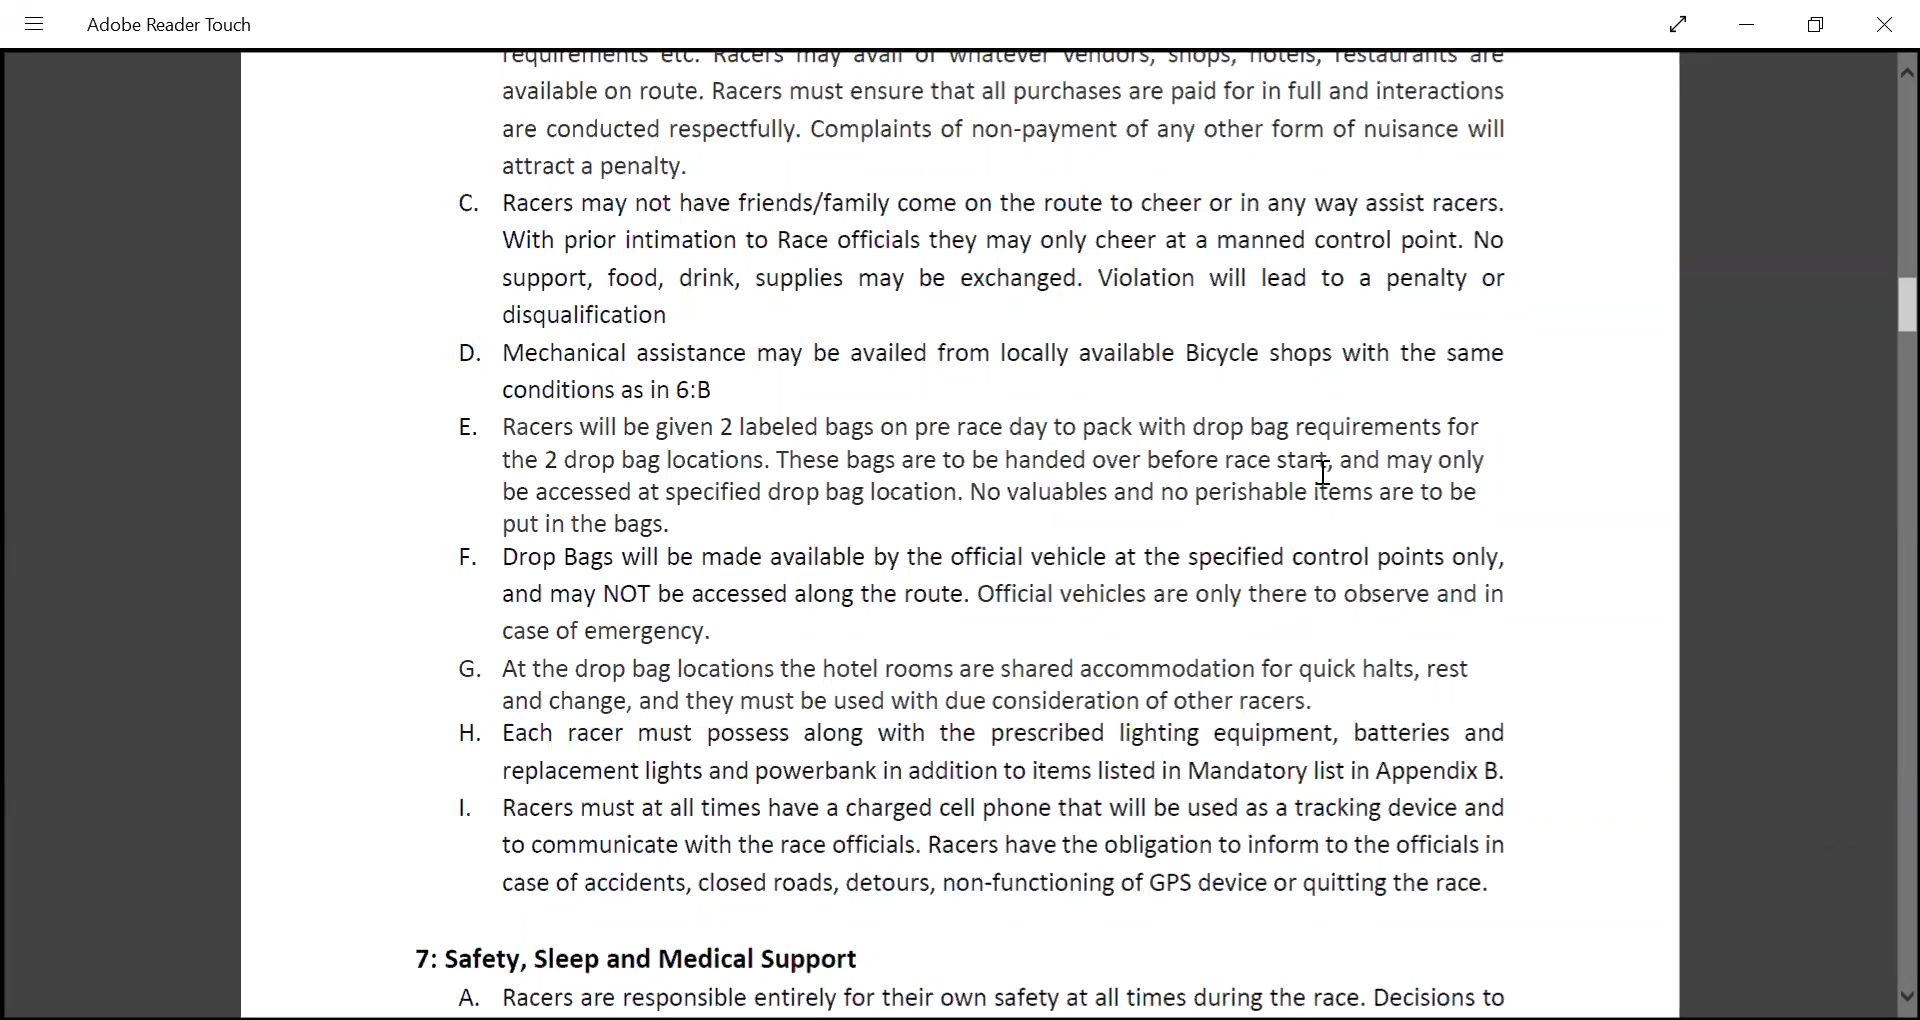 Adobe Reader Touch
requirements etc. Racers may avail of whatever vendors, shops, hotels, restaurants are
available on route. Racers must ensure that all purchases are paid for in full and interactions
are conducted respectfully. Complaints of non-payment of any other form of nuisance will
attract a penalty.
C. Racers may not have friends/family come on the route to cheer or in any way assist racers.
With prior intimation to Race officials they may only cheer at a manned control point. No
support, food, drink, supplies may be exchanged. Violation will lead to a penalty or
disqualification
D. Mechanical assistance may be availed from locally available Bicycle shops with the same
conditions as in 6:B
E. Racers will be given 2 labeled bags on pre race day to pack with drop bag requirements for
the 2 drop bag locations. These bags are to be handed over before race start, and may only
be accessed at specified drop bag location. No valuables and no perishable items are to be
put in the bags.
F. Drop Bags will be made available by the official vehicle at the specified control points only,
and may NOT be accessed along the route. Official vehicles are only there to observe and in
case of emergency.
G. At the drop bag locations the hotel rooms are shared accommodation for quick halts, rest
and change, and they must be used with due consideration of other racers.
H. Each racer must possess along with the prescribed lighting equipment, batteries and
replacement lights and powerbank in addition to items listed in Mandatory list in Appendix B.
I. Racers must at all times have a charged cell phone that will be used as a tracking device and
to communicate with the race officials. Racers have the obligation to inform to the officials in
case of accidents, closed roads, detours, non-functioning of GPS device or quitting the race.
7: Safety, Sleep and Medical Support
A. Racers are responsible entirely for their own safety at all times during the race. Decisions to